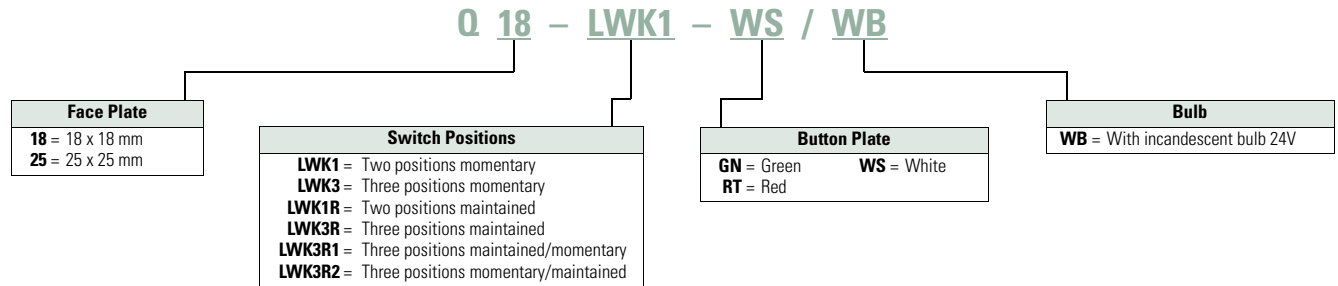 Q 18 – LWK1 – WS / WB
Face Plate
18 = 18 x 18 mm
25 = 25 x 25 mm
Switch Positions
LWK1 = Two positions momentary
LWK3 = Three positions momentary
LWK1R = Two positions maintained
LWK3R = Three positions maintained
LWK3R1 = Three positions maintained/momentary
LWK3R2 = Three positions momentary/maintained
Button Plate
GN = Green WS = White
RT = Red
Bulb
WB = With incandescent bulb 24V